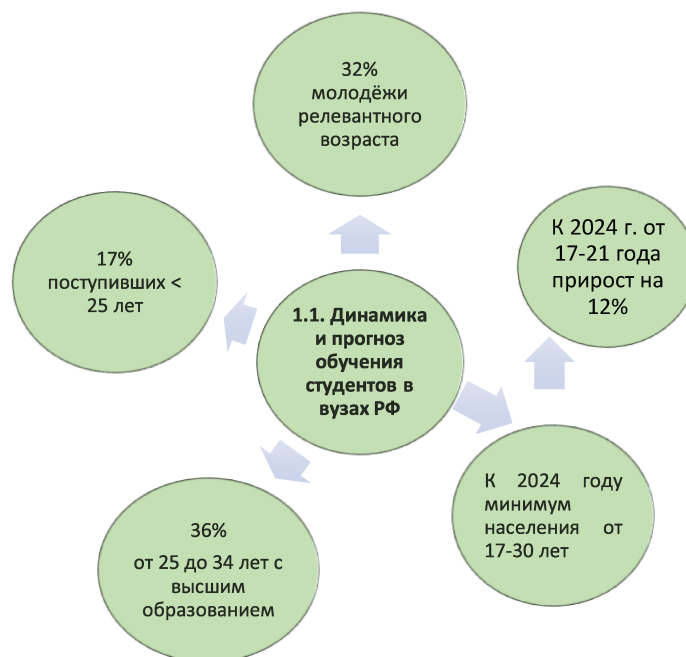 32%
молодёжи
релевантного
возраста
К 2024 г. от
17-21 года
прирост на
12%
17%
поступивших <
25 лет
1.1. Динамика
и прогноз
обучения
студентов в
вузах РФ
К 2024 году
минимум
населения от
17-30 лет
36%
от 25 до 34 лет с
высшим
образованием